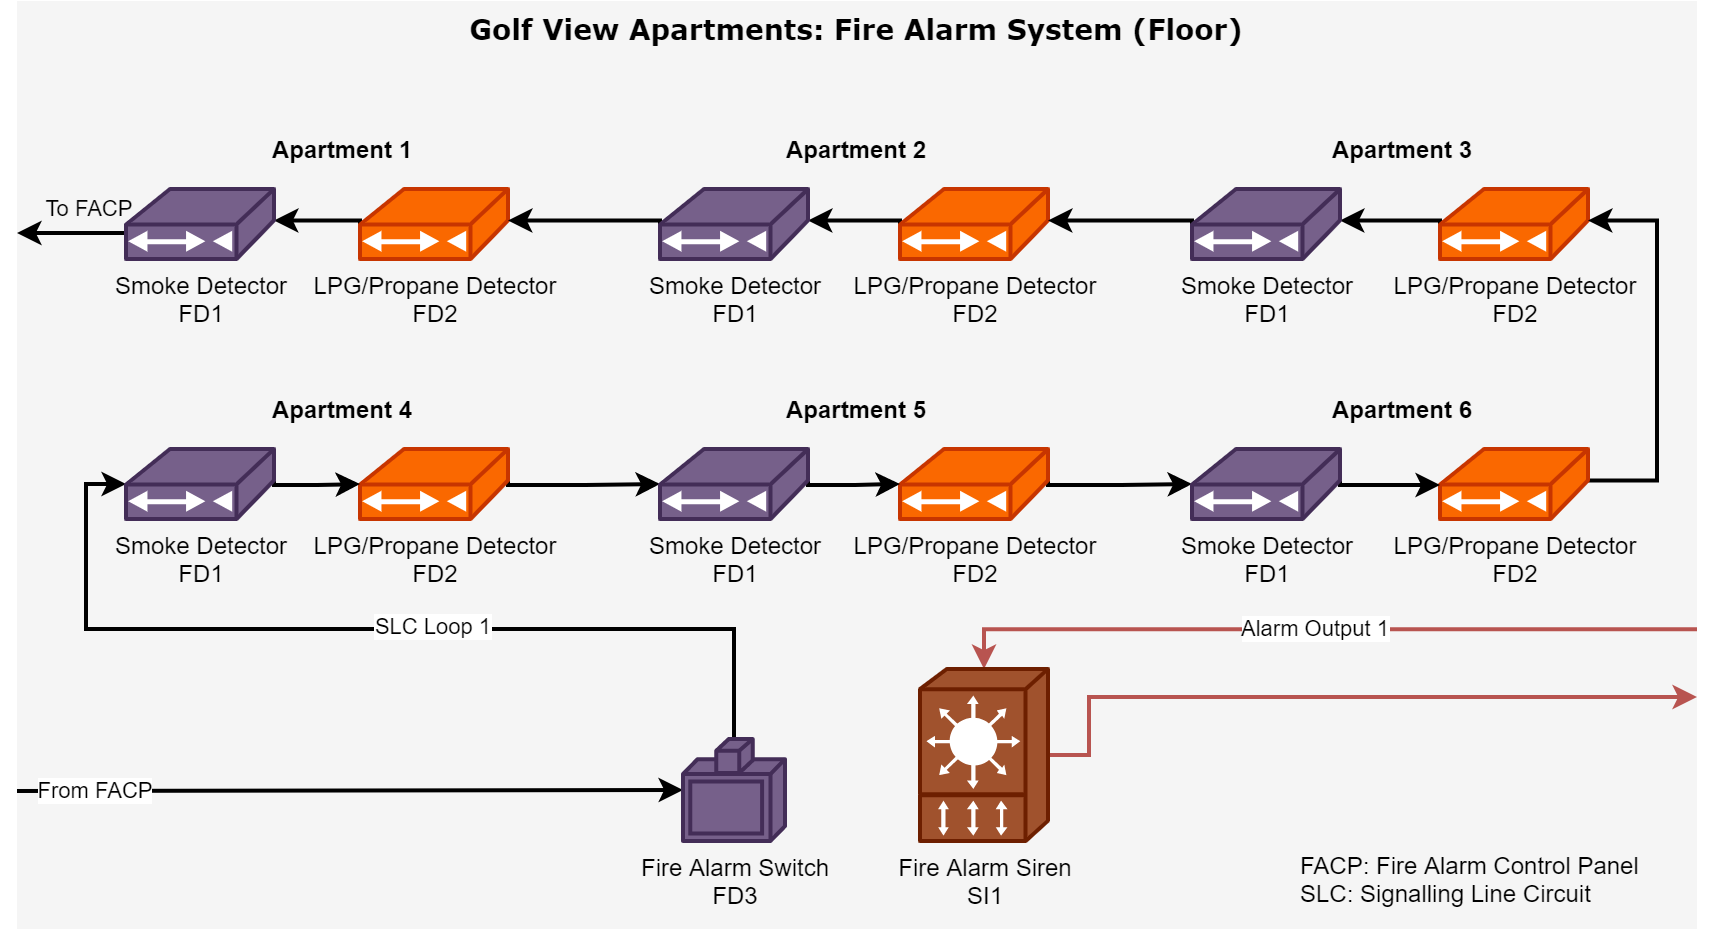 Golf View Apartments: Fire Alarm System (Floor)
Apartment 1
Apartment 2
Apartment 3
To FACP
Smoke Detector
FD1
LPG/Propane Detector
FD2
Smoke Detector
FD1
LPG/Propane Detector
FD2
Smoke Detector
FD1
LPG/Propane Detector
FD2
Apartment 4
Apartment 5
Apartment 6
Smoke Detector
FD1
LPG/Propane Detector
FD2
Smoke Detector
FD1
LPG/Propane Detector
FD2
Smoke Detector
FD1
LPG/Propane Detector
FD2
SLC Loop 1
Alarm Output 1
From FACP
Fire Alarm Switch
FD3
Fire Alarm Siren
SI1
FACP: Fire Alarm Control Panel
SLC: Signalling Line Circuit